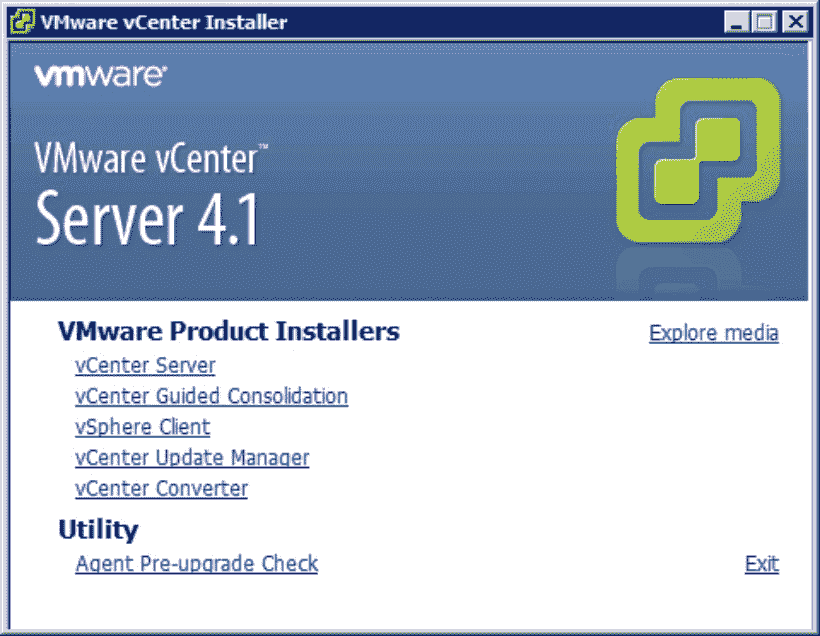 VMware vCenter Installer
vmware®
VMware vCenter™
Server 4.1
VMware Product Installers
Explore media
vCenter Server
vCenter Guided Consolidation
vSphere Client
vCenter Update Manager
vCenter Converter
Utility
Agent Pre-upgrade Check
Exit